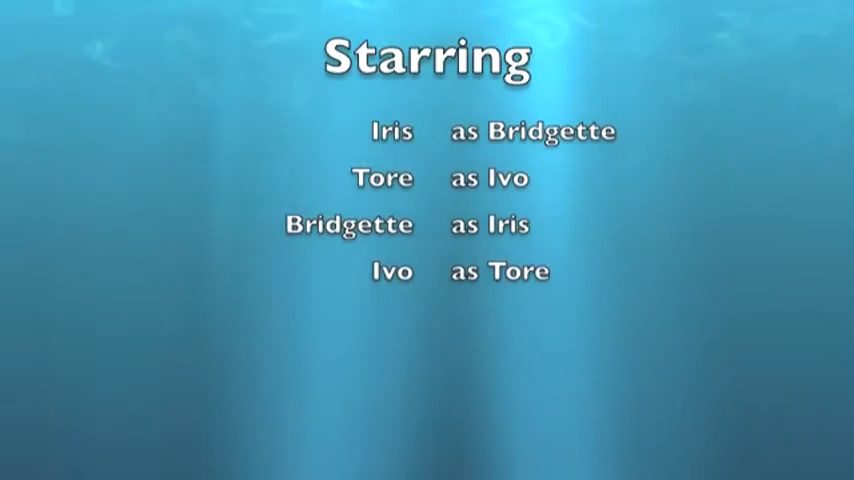 Starring
Iris as Bridgette
Tore as Ivo
Bridgette as Iris
Ivo as Tore